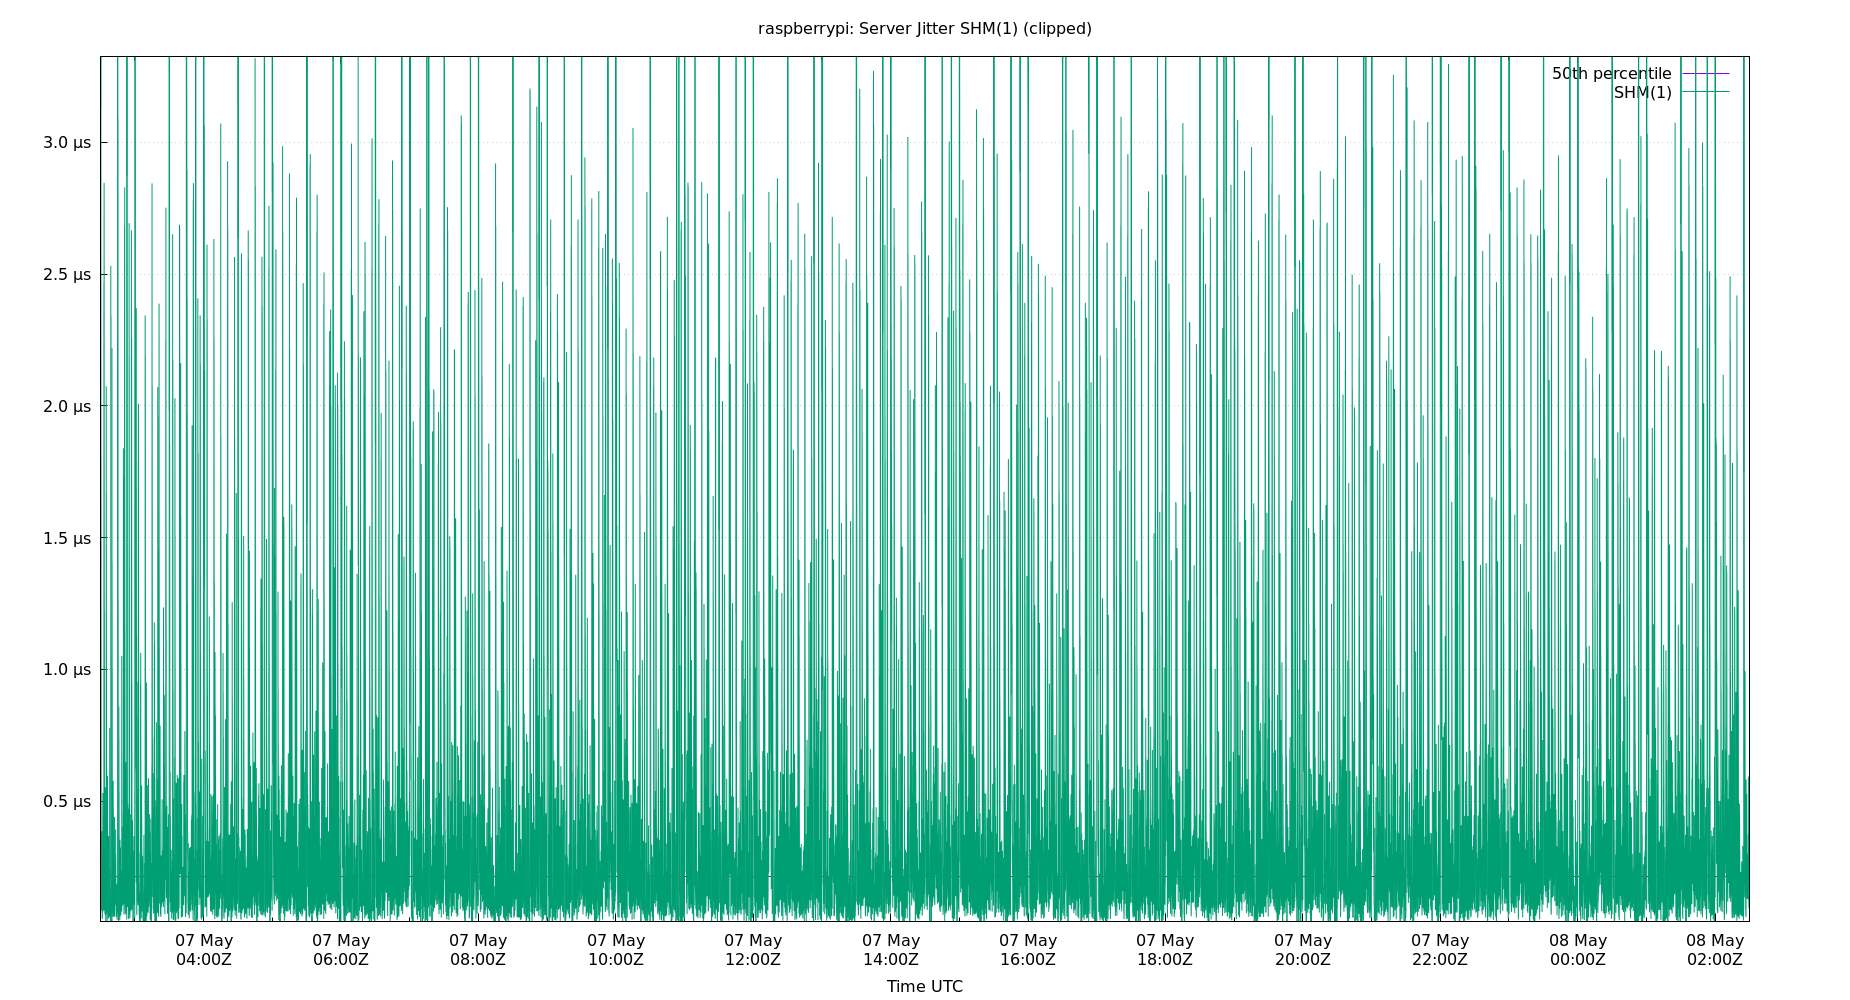 raspberrypi: Server Jitter SHM(1) (clipped)
50th percentile
SHM(1)
3.0 µs
2.5 µs
2.0 µs
1.5 µs
1.0 µs
0.5 µs
07 May 07 May 07 May 07 May 07 May 07 May 07 May 07 May 07 May 07 May 08 May 08 May
04:00Z 06:00Z 08:00Z 10:00Z 12:00Z 14:00Z 16:00Z 18:00Z 20:00Z 22:00Z 00:00Z 02:00Z
Time UTC